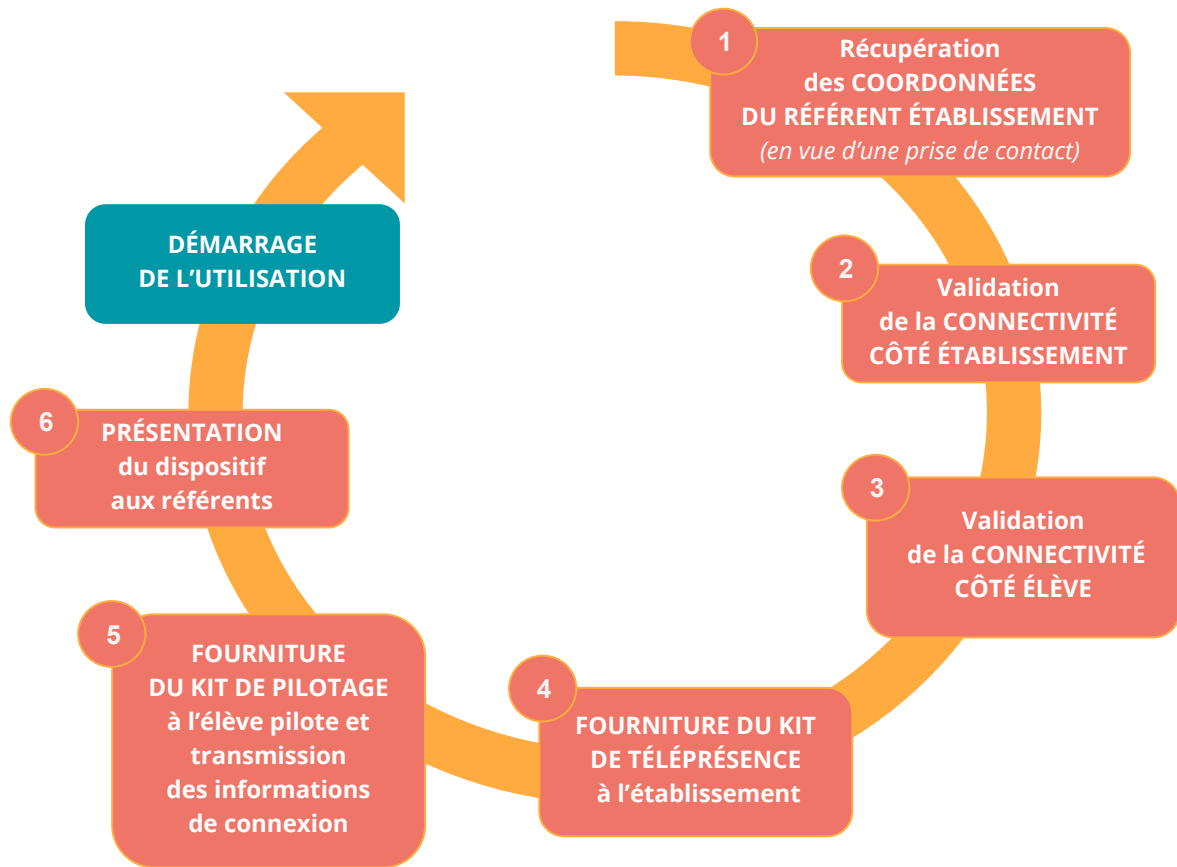 1
Récupération
des COORDONNÉES
DU RÉFÉRENT ÉTABLISSEMENT
(en vue d'une prise de contact)
2
Validation
de la CONNECTIVITÉ
CÔTÉ ÉTABLISSEMENT
3
Validation
de la CONNECTIVITÉ
CÔTÉ ÉLÈVE
4
FOURNITURE DU KIT
DE TÉLÉPRÉSENCE
à l'établissement
5
FOURNITURE
DU KIT DE PILOTAGE
à l'élève pilote et
transmission
des informations
de connexion
6
PRÉSENTATION
du dispositif
aux référents
DÉMARRAGE
DE L'UTILISATION